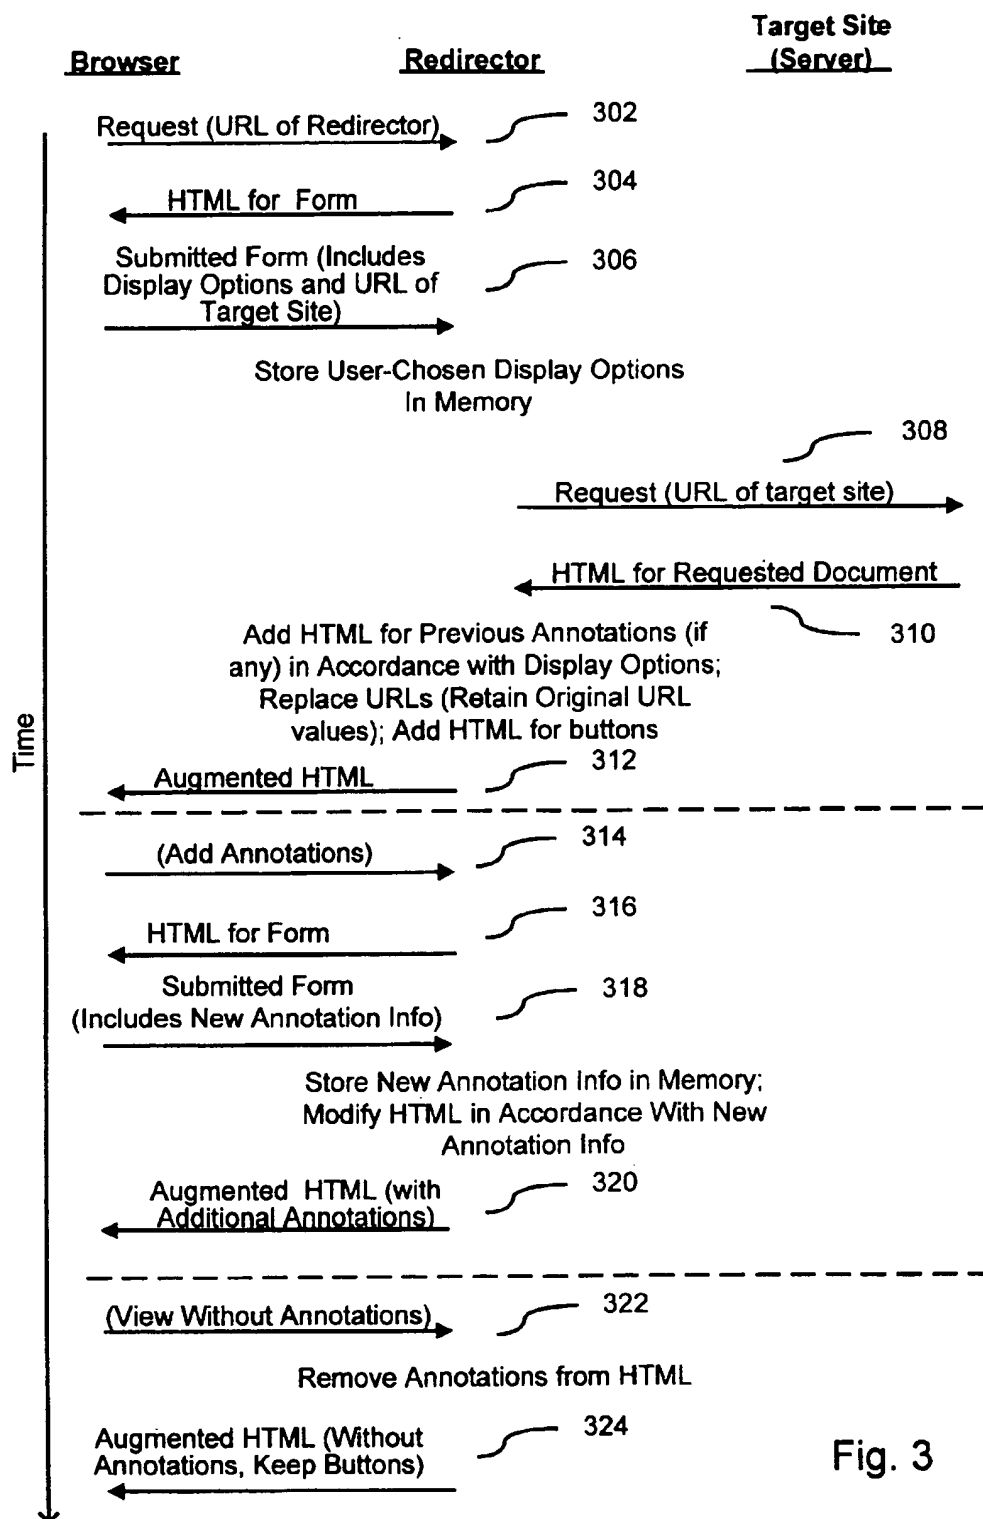 Target Site
(Server)
Browser
Redirector
Request (URL of Redirector)
302
HTML for Form
304
Submitted Form (Includes
Display Options and URL of
Target Site)
306
Store User-Chosen Display Options
In Memory
308
Request (URL of target site)
HTML for Requested Document
310
Add HTML for Previous Annotations (if
any) in Accordance with Display Options;
Replace URLs (Retain Original URL
values); Add HTML for buttons
Time
Augmented HTML
312
(Add Annotations)
314
HTML for Form
316
Submitted Form
(Includes New Annotation Info)
318
Store New Annotation Info in Memory;
Modify HTML in Accordance With New
Annotation Info
Augmented HTML (with
Additional Annotations)
320
(View Without Annotations)
322
Remove Annotations from HTML
Augmented HTML (Without
Annotations, Keep Buttons)
324
Fig. 3